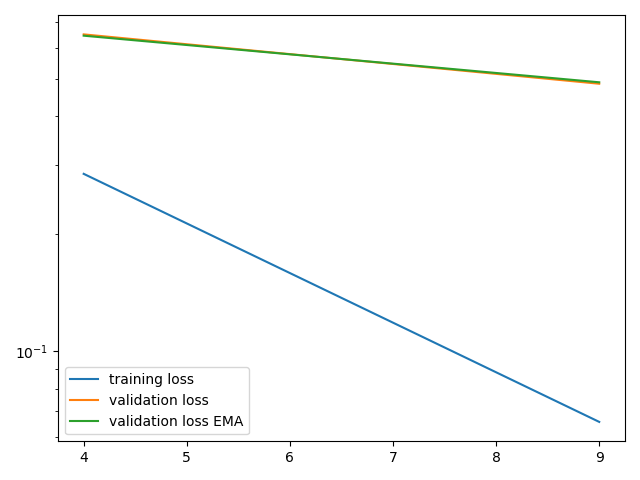 10⁻¹
training loss
validation loss
validation loss EMA
4 5 6 7 8 9